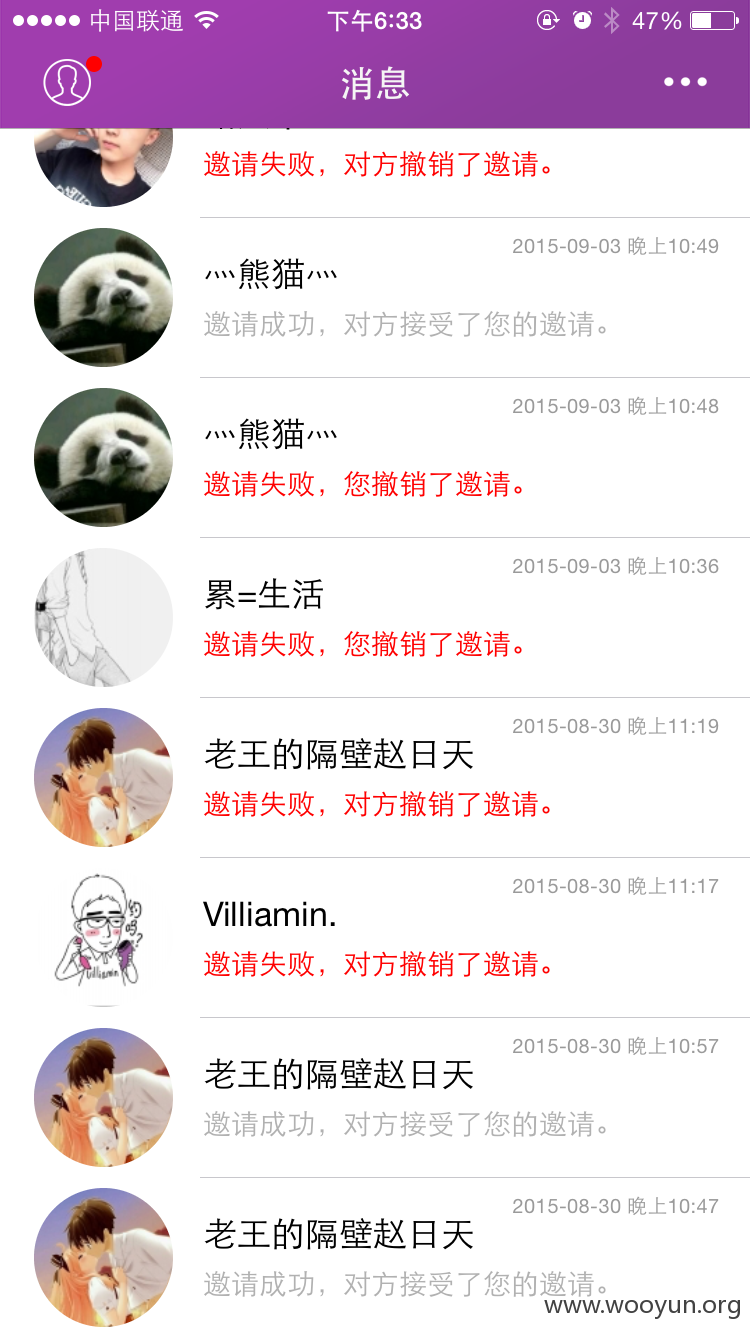 中国联通
下午6:33
47%
消息
邀请失败，对方撤销了邀请。
2015-09-03 晚上10:49
灬熊猫灬
邀请成功，对方接受了您的邀请。
2015-09-03 晚上10:48
灬熊猫灬
邀请失败，您撤销了邀请。
2015-09-03 晚上10:36
累=生活
邀请失败，您撤销了邀请。
2015-08-30 晚上11:19
老王的隔壁赵日天
邀请失败，对方撤销了邀请。
2015-08-30 晚上11:17
Villiamin.
幻
吗?
Villiamin
邀请失败，对方撤销了邀请。
2015-08-30 晚上10:57
老王的隔壁赵日天
邀请成功，对方接受了您的邀请。
2015-08-30 晚上10:47
老王的隔壁赵日天
邀请成功，对方接受了您的邀请。
www.wooyun.org